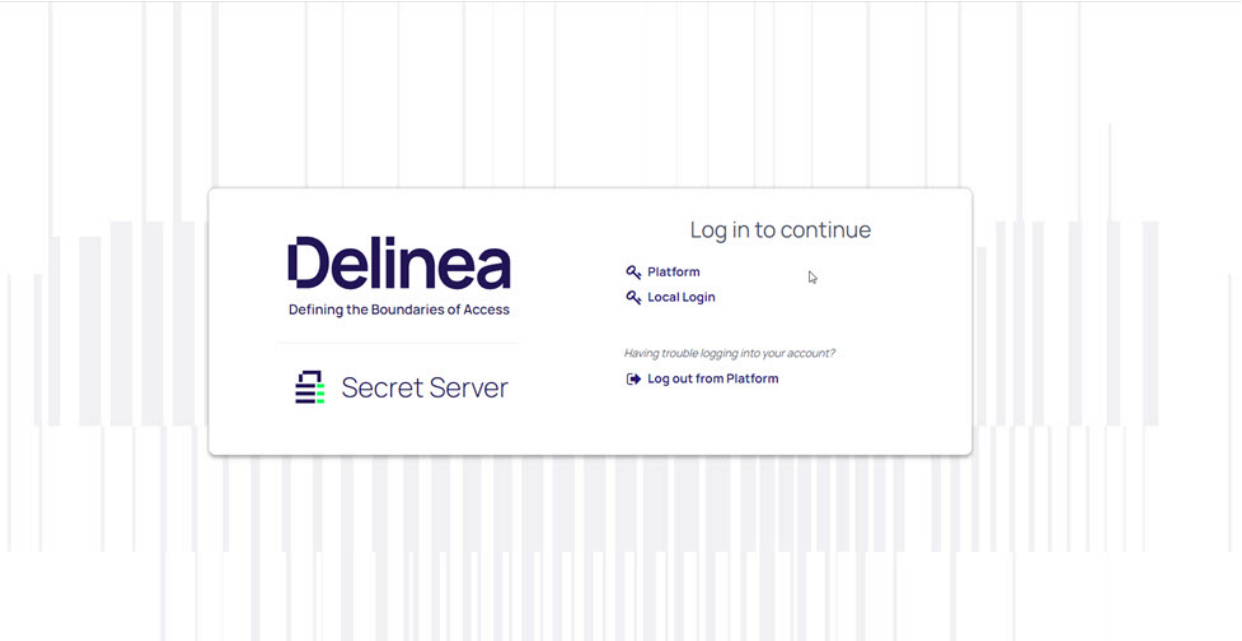 Delinea
Defining the Boundaries of Access
Secret Server
Log in to continue
Platform
Local Login
Having trouble logging into your account?
Log out from Platform